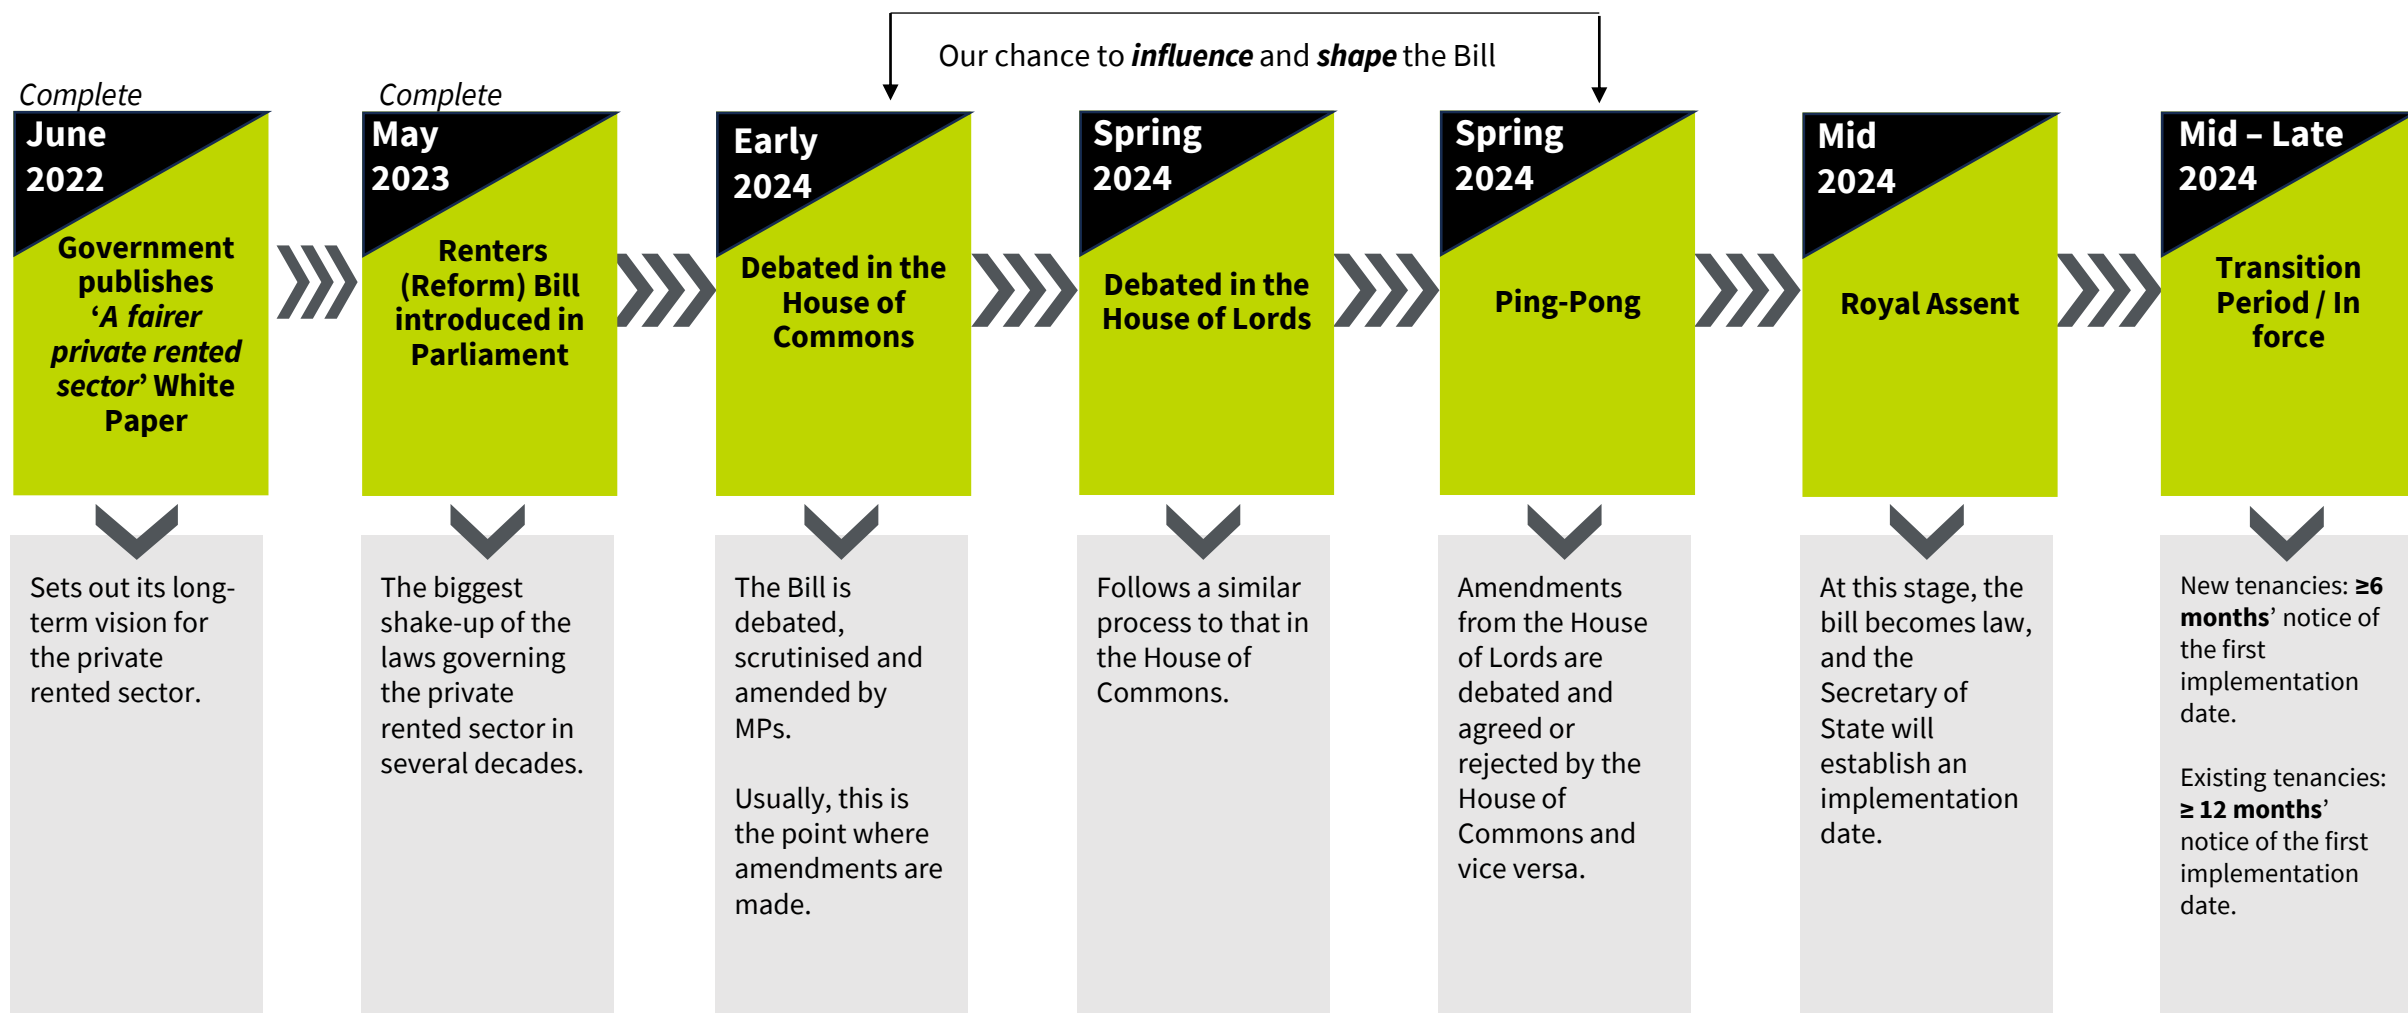 Our chance to influence and shape the Bill
Complete
June
2022
Government
publishes
‘A fairer
private rented
sector’ White
Paper
Sets out its long-
term vision for
the private
rented sector.
Complete
May
2023
Renters
(Reform) Bill
introduced in
Parliament
The biggest
shake-up of the
laws governing
the private
rented sector in
several decades.
Early
2024
Debated in the
House of
Commons
The Bill is
debated,
scrutinised and
amended by
MPs.
Usually, this is
the point where
amendments are
made.
Spring
2024
Debated in the
House of Lords
Follows a similar
process to that in
the House of
Commons.
Spring
2024
Ping-Pong
Amendments
from the House
of Lords are
debated and
agreed or
rejected by the
House of
Commons and
vice versa.
Mid
2024
Royal Assent
At this stage, the
bill becomes law,
and the
Secretary of
State will
establish an
implementation
date.
Mid – Late
2024
Transition
Period / In
force
New tenancies: ≥6
months’ notice of
the first
implementation
date.
Existing tenancies:
≥ 12 months’
notice of the first
implementation
date.